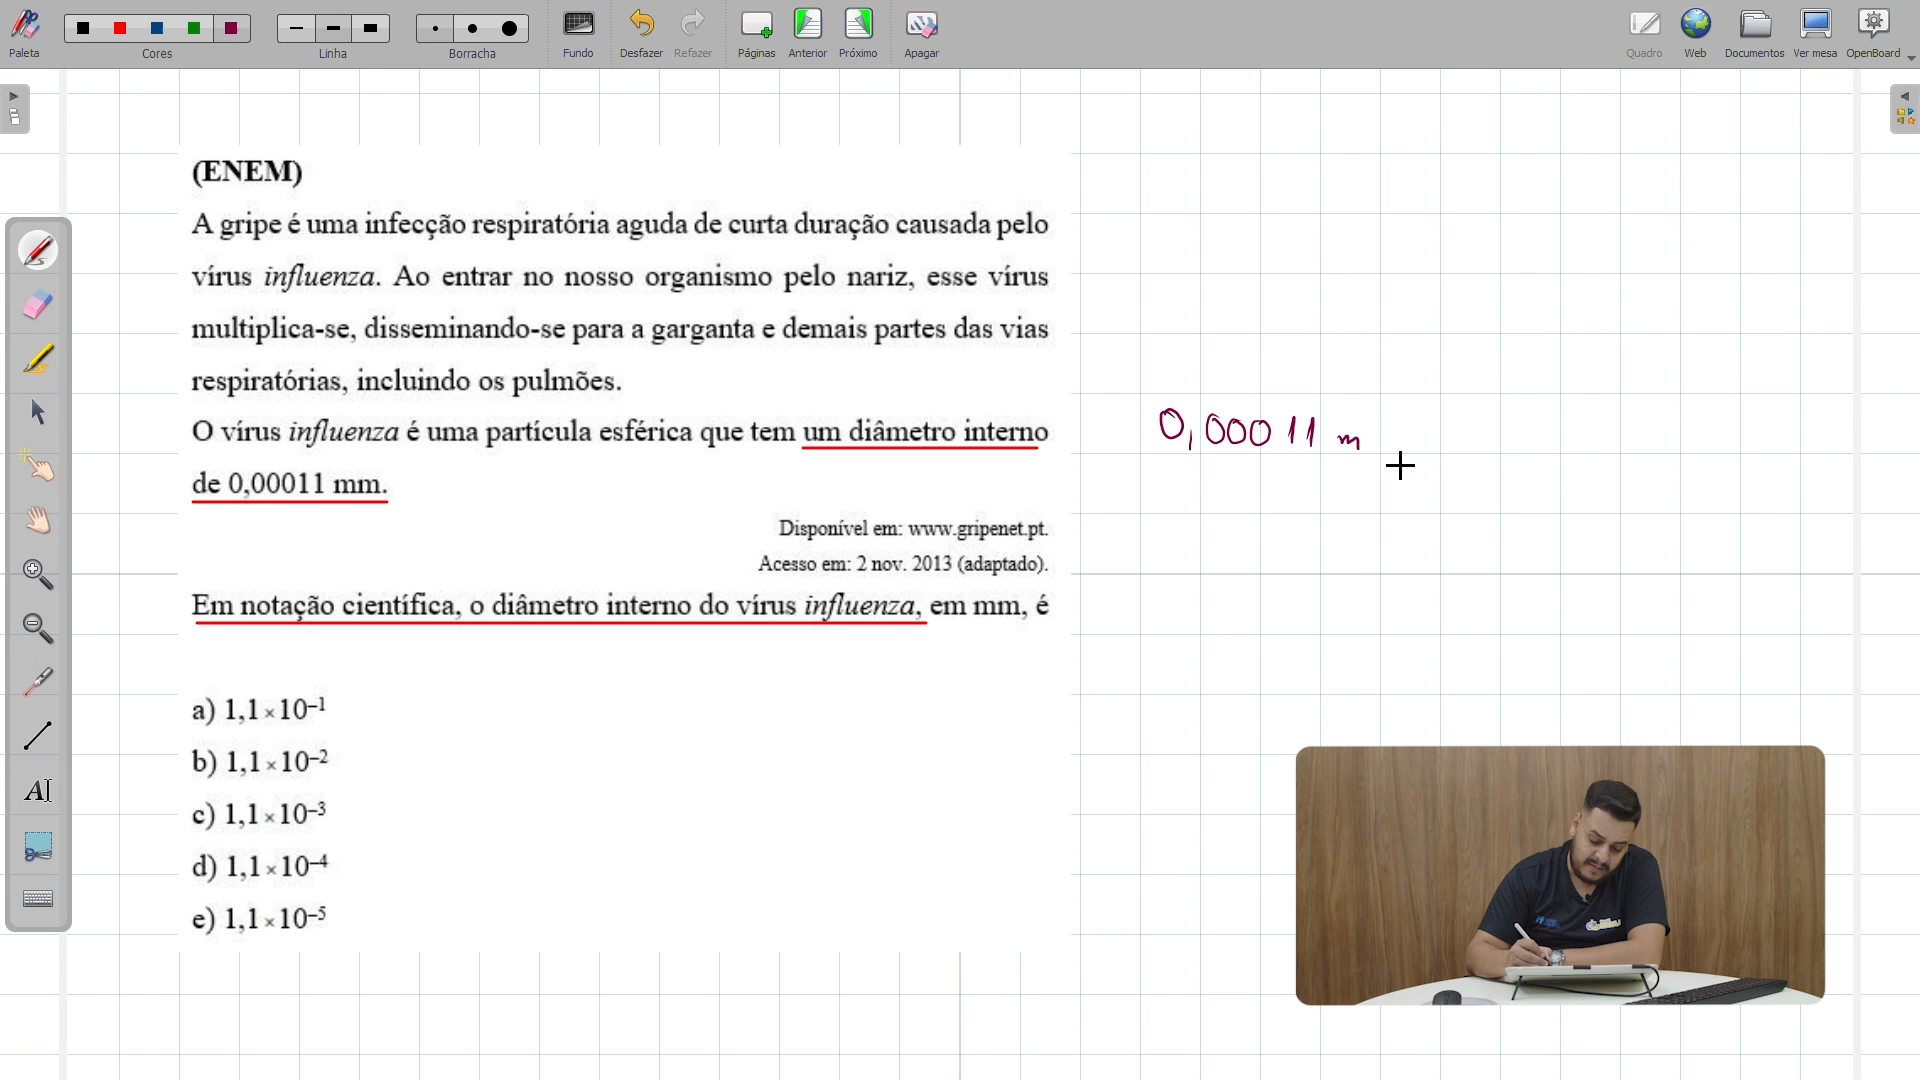 Paleta
Cores
Linha
Borracha
Fundo
Desfazer
Refazer
Páginas
Anterior
Próximo
Apagar
Quadro
Web
Documentos
Ver mesa
OpenBoard
(ENEM)
A gripe é uma infecção respiratória aguda de curta duração causada pelo
vírus influenza. Ao entrar no nosso organismo pelo nariz, esse vírus
multiplica-se, disseminando-se para a garganta e demais partes das vias
respiratórias, incluindo os pulmões.
O vírus influenza é uma partícula esférica que tem um diâmetro interno
de 0,00011 mm.
Disponível em: www.gripenet.pt.
Acesso em: 2 nov. 2013 (adaptado).
Em notação científica, o diâmetro interno do vírus influenza, em mm, é
a) 1,1×10⁻¹
b) 1,1×10⁻²
c) 1,1×10⁻³
d) 1,1×10⁻⁴
e) 1,1×10⁻⁵
0,00011 m